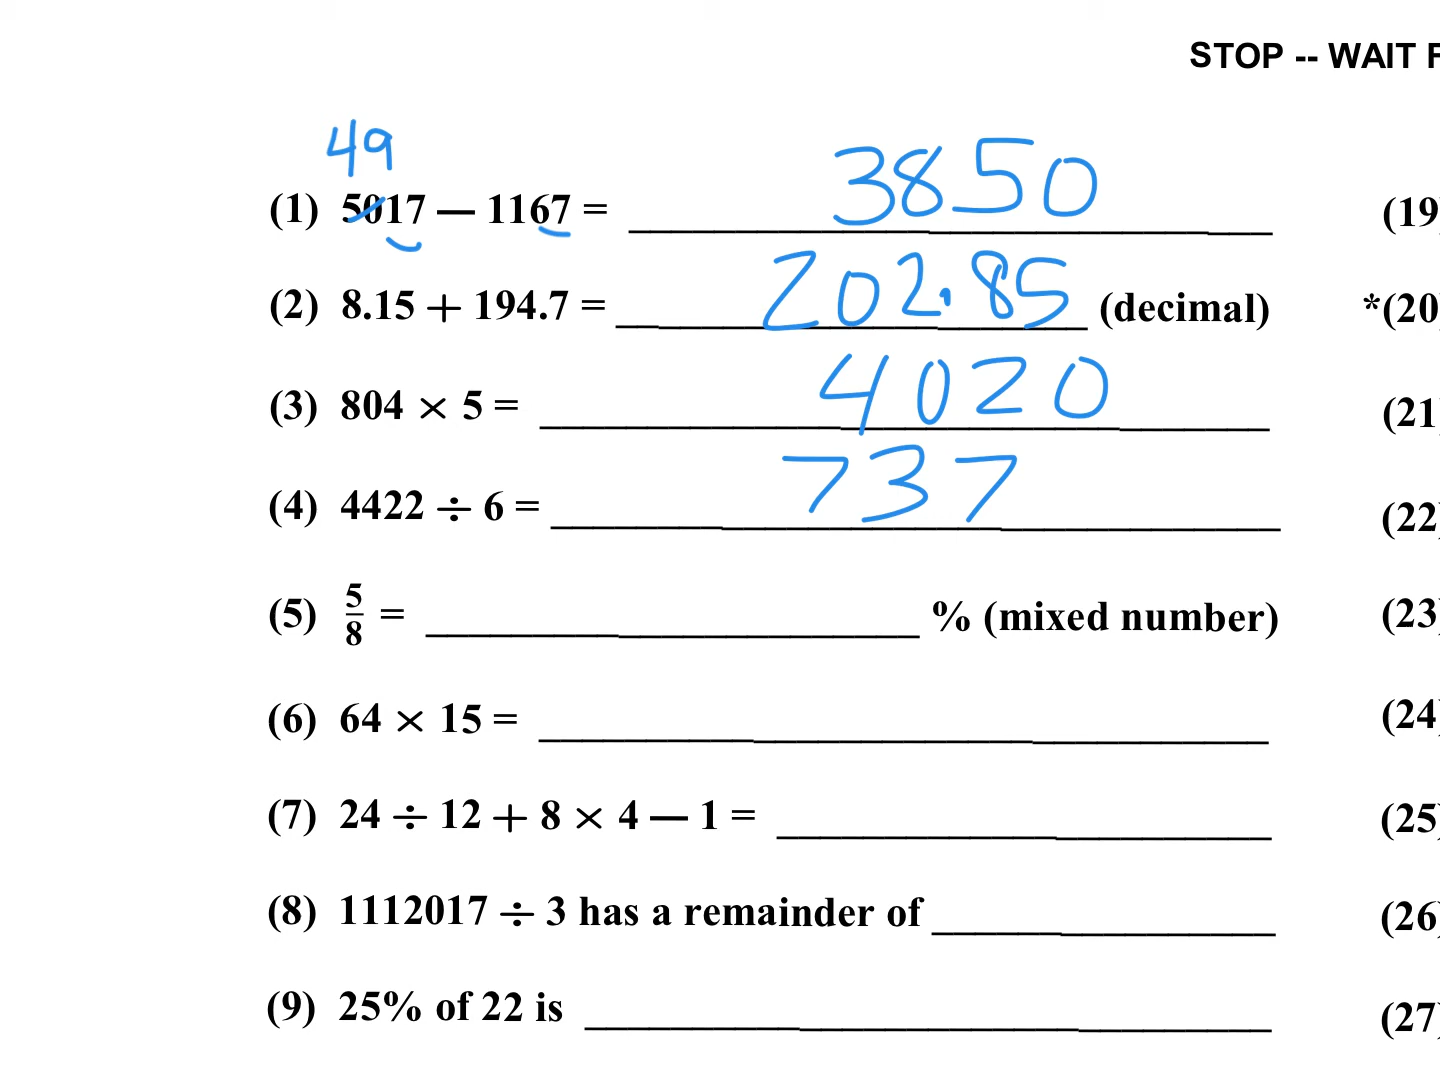 STOP -- WAIT F
49
(1) 5017 — 1167 = 3850
(19)
(2) 8.15 + 194.7 = 202.85 (decimal)
*(20)
(3) 804 × 5 = 4020
(21)
(4) 4422 ÷ 6 = 737
(22)
(5) 5/8 = % (mixed number)
(23)
(6) 64 × 15 =
(24)
(7) 24 ÷ 12 + 8 × 4 — 1 =
(25)
(8) 1112017 ÷ 3 has a remainder of
(26)
(9) 25% of 22 is
(27)